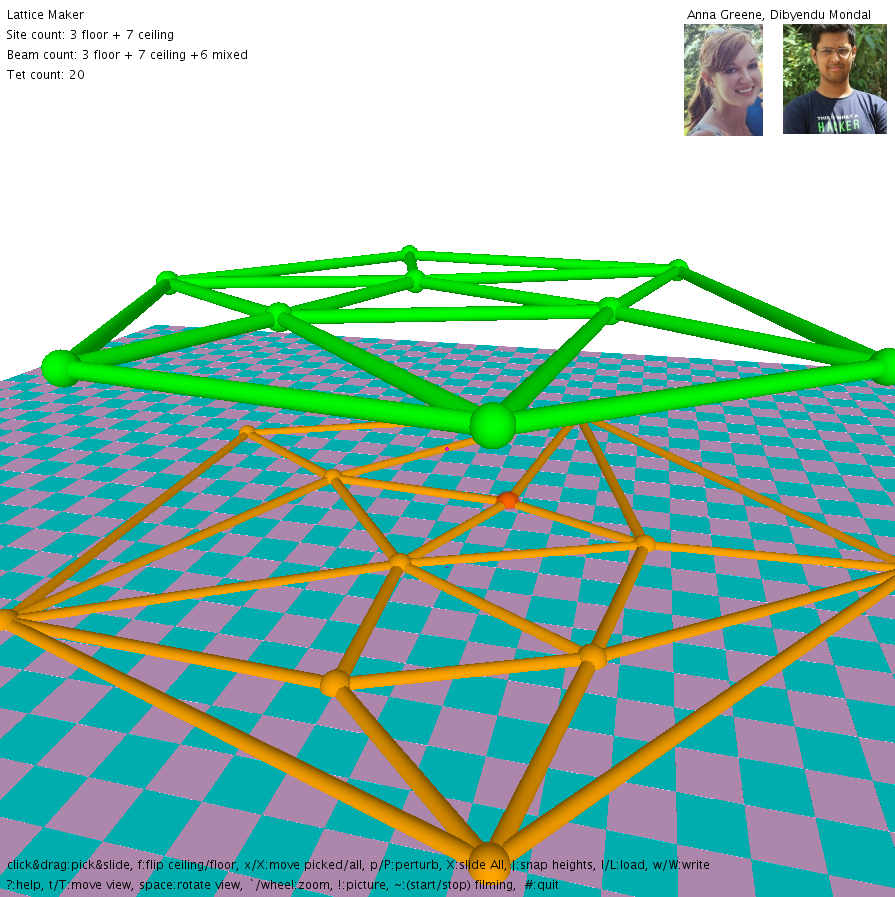 Lattice Maker
Anna Greene, Dibyendu Mondal
Site count: 3 floor + 7 ceiling
Beam count: 3 floor + 7 ceiling +6 mixed
Tet count: 20
THIS IS WHAT A
HACKER
click&drag:pick&slide, f:flip ceiling/floor, x/X:move picked/all, p/P:perturb, X:slide All, |:snap heights, l/L:load, w/W:write
?:help, t/T:move view, space:rotate view, `/wheel:zoom, !:picture, ~:(start/stop) filming, #:quit